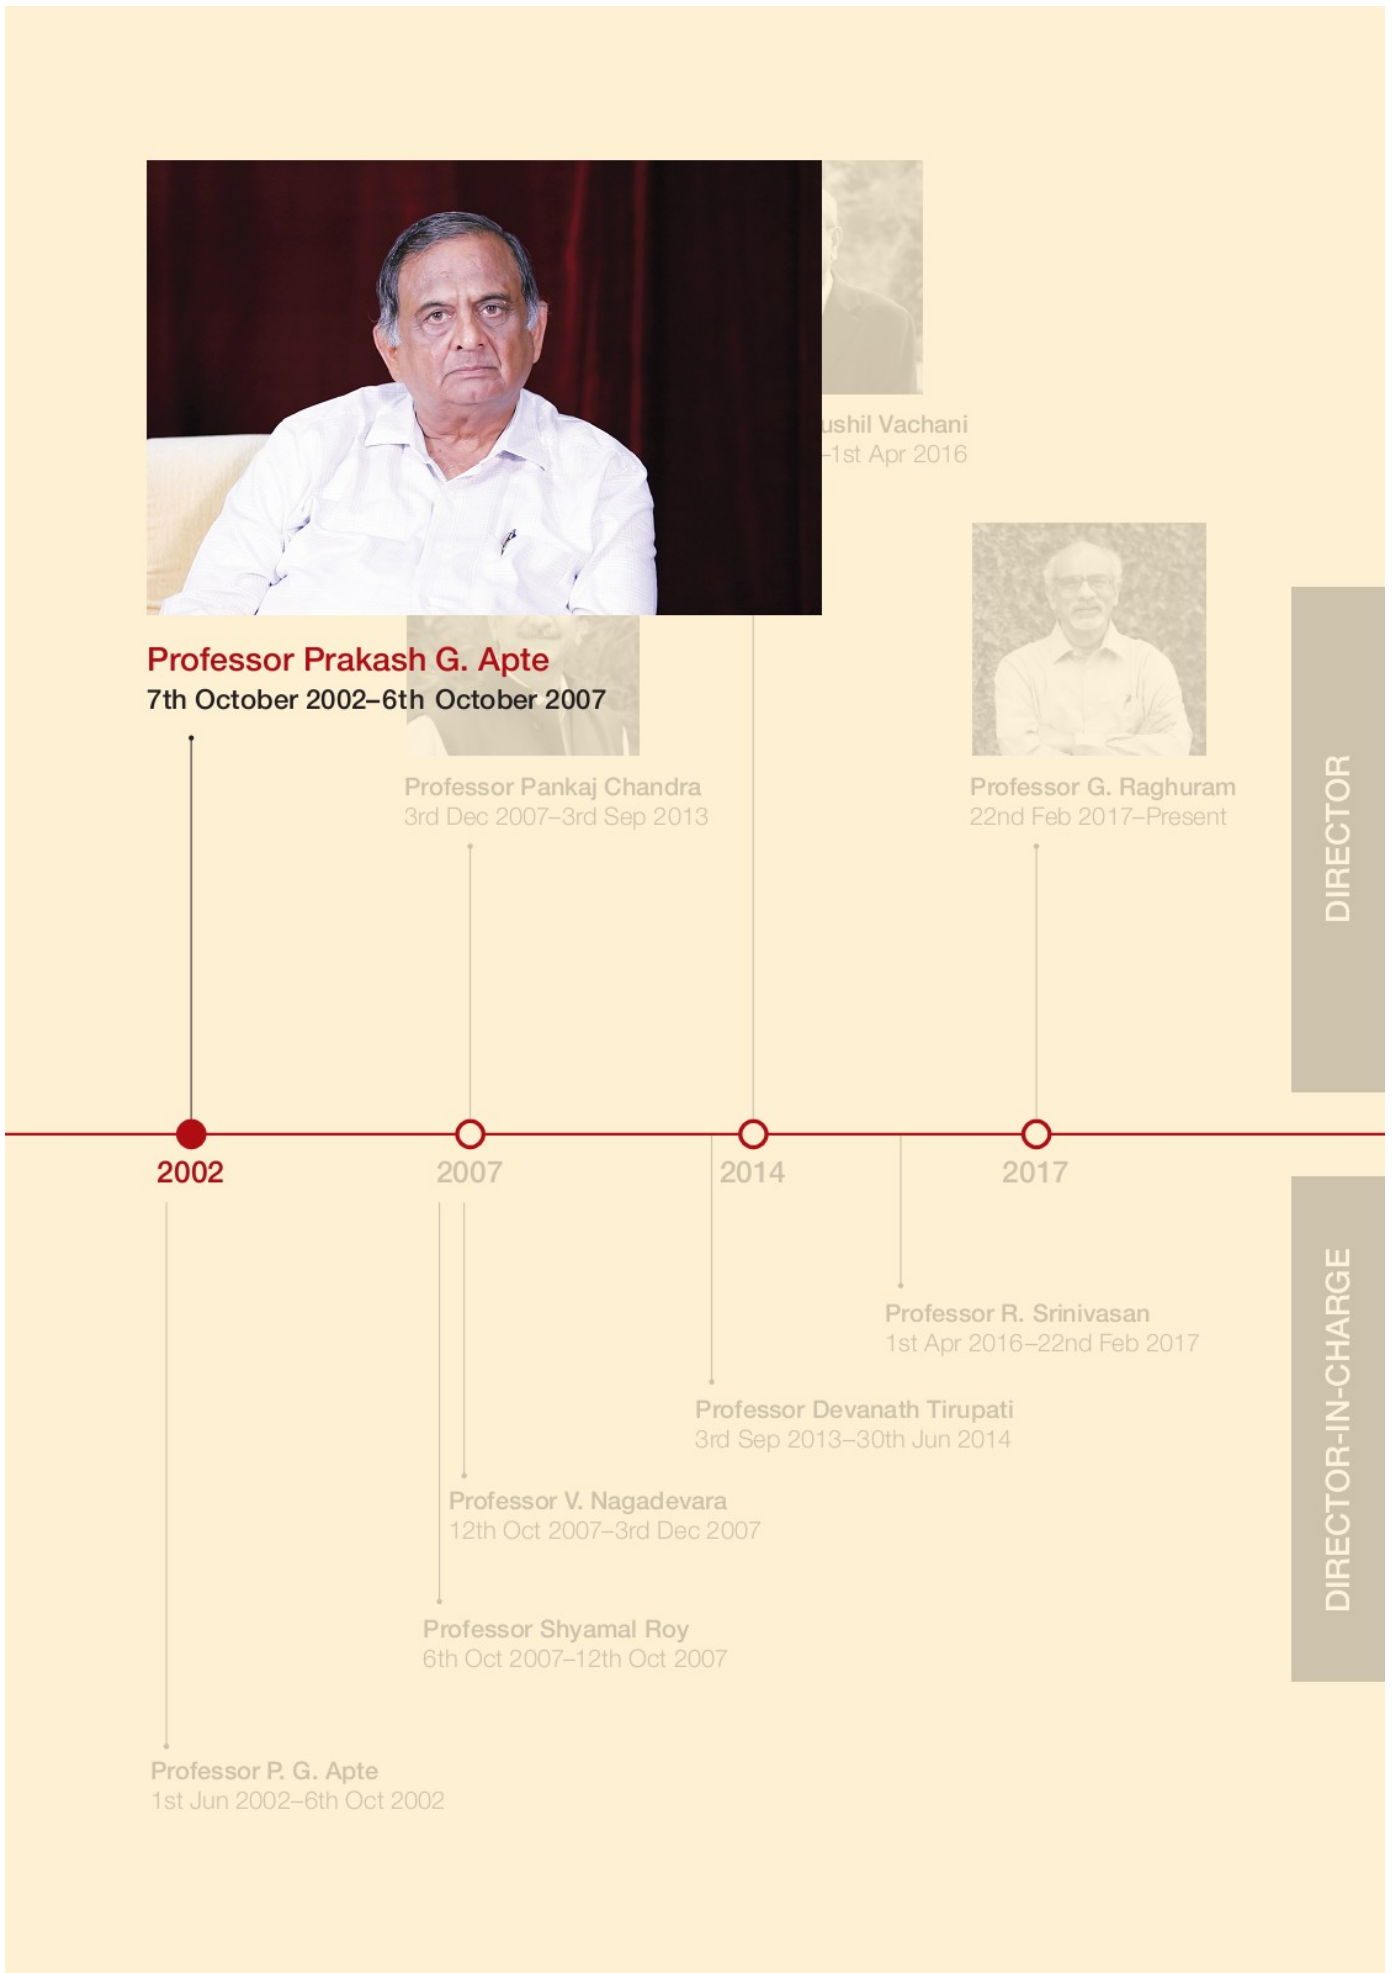 ushil Vachani
–1st Apr 2016
Professor Prakash G. Apte
7th October 2002–6th October 2007
Professor Pankaj Chandra
3rd Dec 2007–3rd Sep 2013
Professor G. Raghuram
22nd Feb 2017–Present
DIRECTOR
2002
2007
2014
2017
DIRECTOR-IN-CHARGE
Professor R. Srinivasan
1st Apr 2016–22nd Feb 2017
Professor Devanath Tirupati
3rd Sep 2013–30th Jun 2014
Professor V. Nagadevara
12th Oct 2007–3rd Dec 2007
Professor Shyamal Roy
6th Oct 2007–12th Oct 2007
Professor P. G. Apte
1st Jun 2002–6th Oct 2002